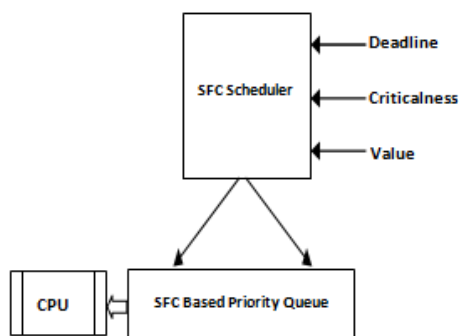 Deadline
SFC Scheduler
Criticalness
Value
CPU
SFC Based Priority Queue